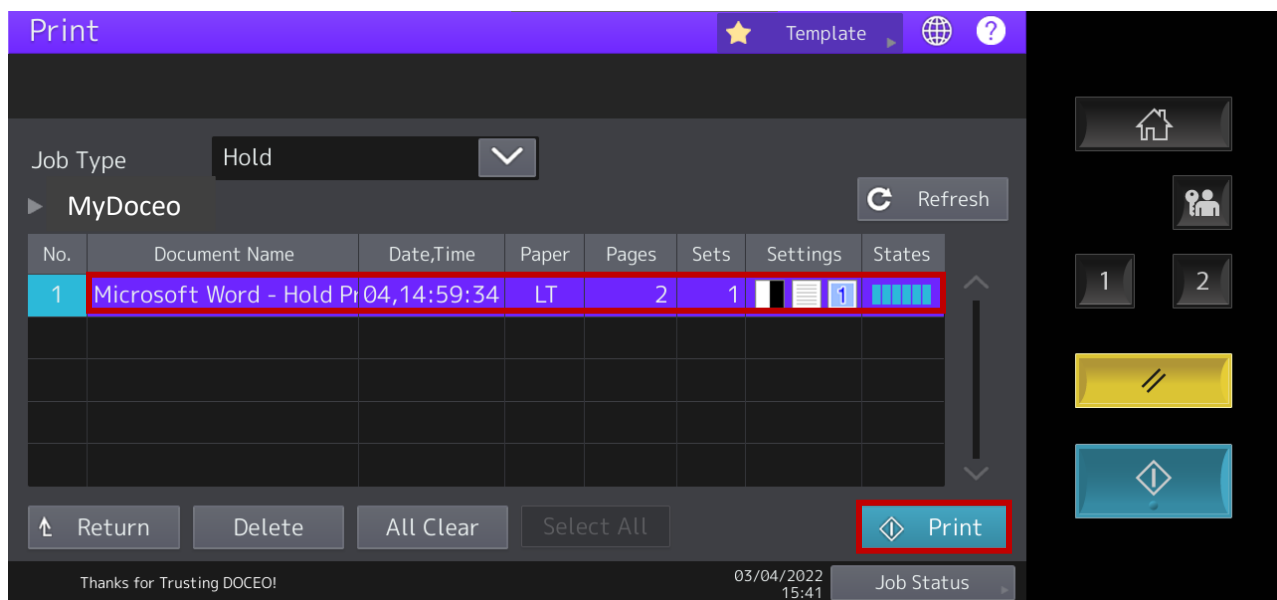 Print
Template
?
Job Type
Hold
MyDoceo
Refresh
No. Document Name Date,Time Paper Pages Sets Settings States
1 Microsoft Word - Hold Pr 04,14:59:34 LT 2 1 1
1 2
Return Delete All Clear Select All Print
Thanks for Trusting DOCEO!
03/04/2022
15:41
Job Status